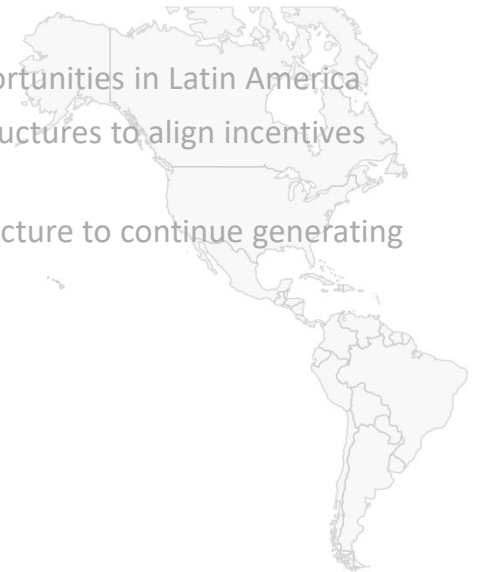 ortunities in Latin America
uctures to align incentives
cture to continue generating